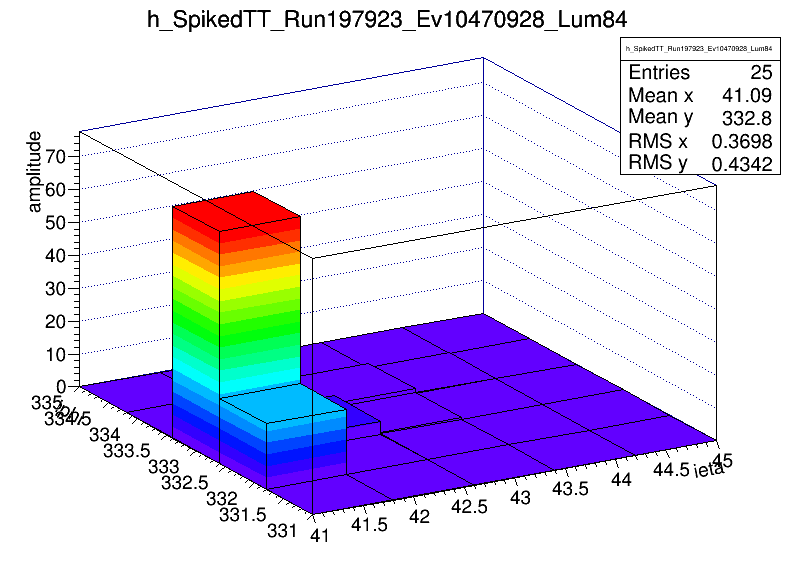 h_SpikedTT_Run197923_Ev10470928_Lum84
h_SpikedTT_Run197923_Ev10470928_Lum84
Entries 25
Mean x 41.09
Mean y 332.8
RMS x 0.3698
RMS y 0.4342
amplitude
70
60
50
40
30
20
10
0
335
334.5
334
333.5
333
332.5
332
331.5
331
41
41.5
42
42.5
43
43.5
44
44.5
45
ieta